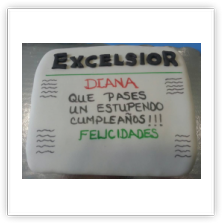 EXCELSIOR
DIANA
QUE PASES
UN ESTUPENDO
CUMPLEAÑOS!!!
FELICIDADES